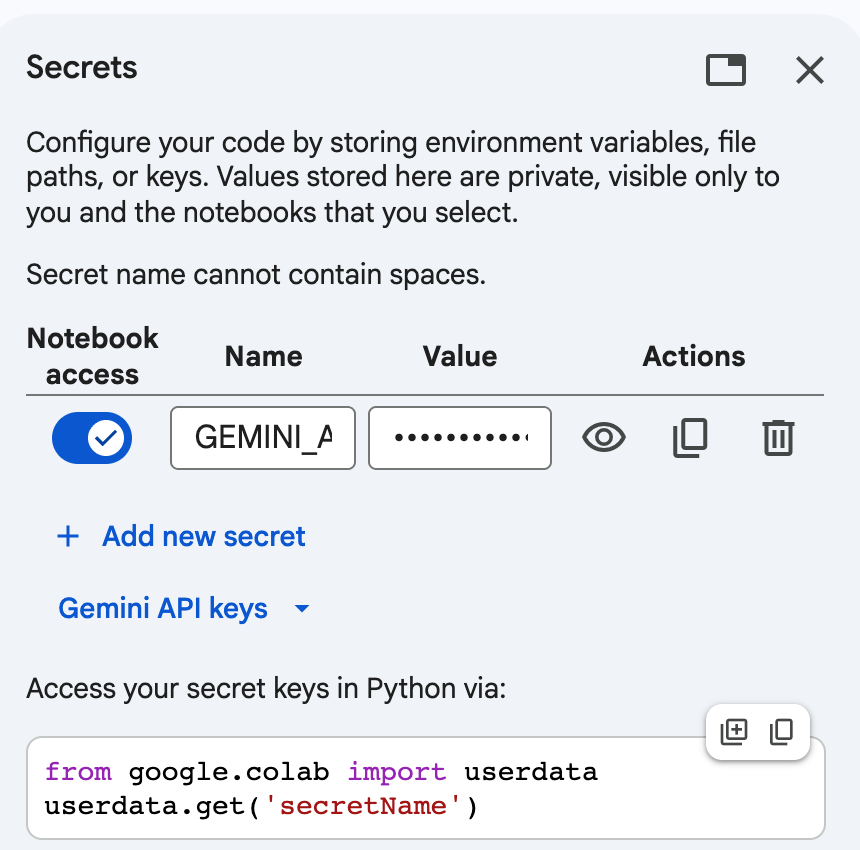 Secrets
Configure your code by storing environment variables, file
paths, or keys. Values stored here are private, visible only to
you and the notebooks that you select.
Secret name cannot contain spaces.
Notebook access Name Value Actions
GEMINI_A ••••••••••••
+ Add new secret
Gemini API keys
Access your secret keys in Python via:
from google.colab import userdata
userdata.get('secretName')